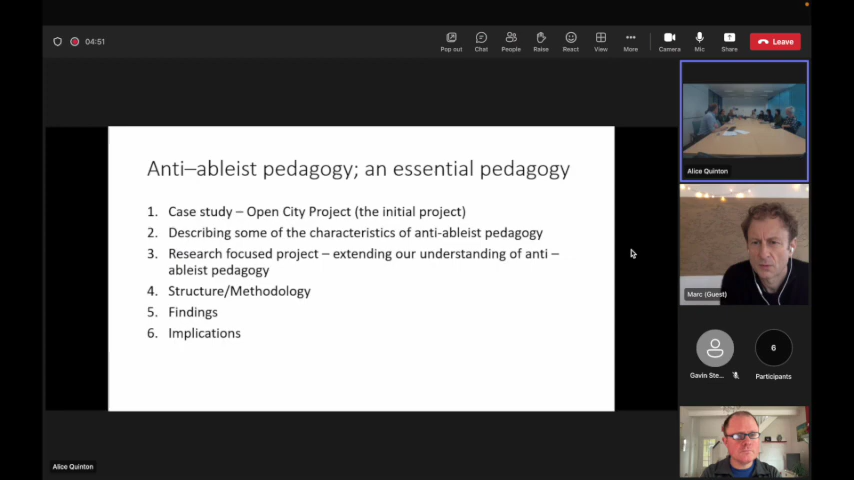 04:51
Pop out
Chat
People
Raise
React
View
More
Camera
Mic
Share
Leave
Anti–ableist pedagogy; an essential pedagogy
1. Case study – Open City Project (the initial project)
2. Describing some of the characteristics of anti-ableist pedagogy
3. Research focused project – extending our understanding of anti –
ableist pedagogy
4. Structure/Methodology
5. Findings
6. Implications
Alice Quinton
Marc (Guest)
Gavin Ste...
6
Participants
Alice Quinton